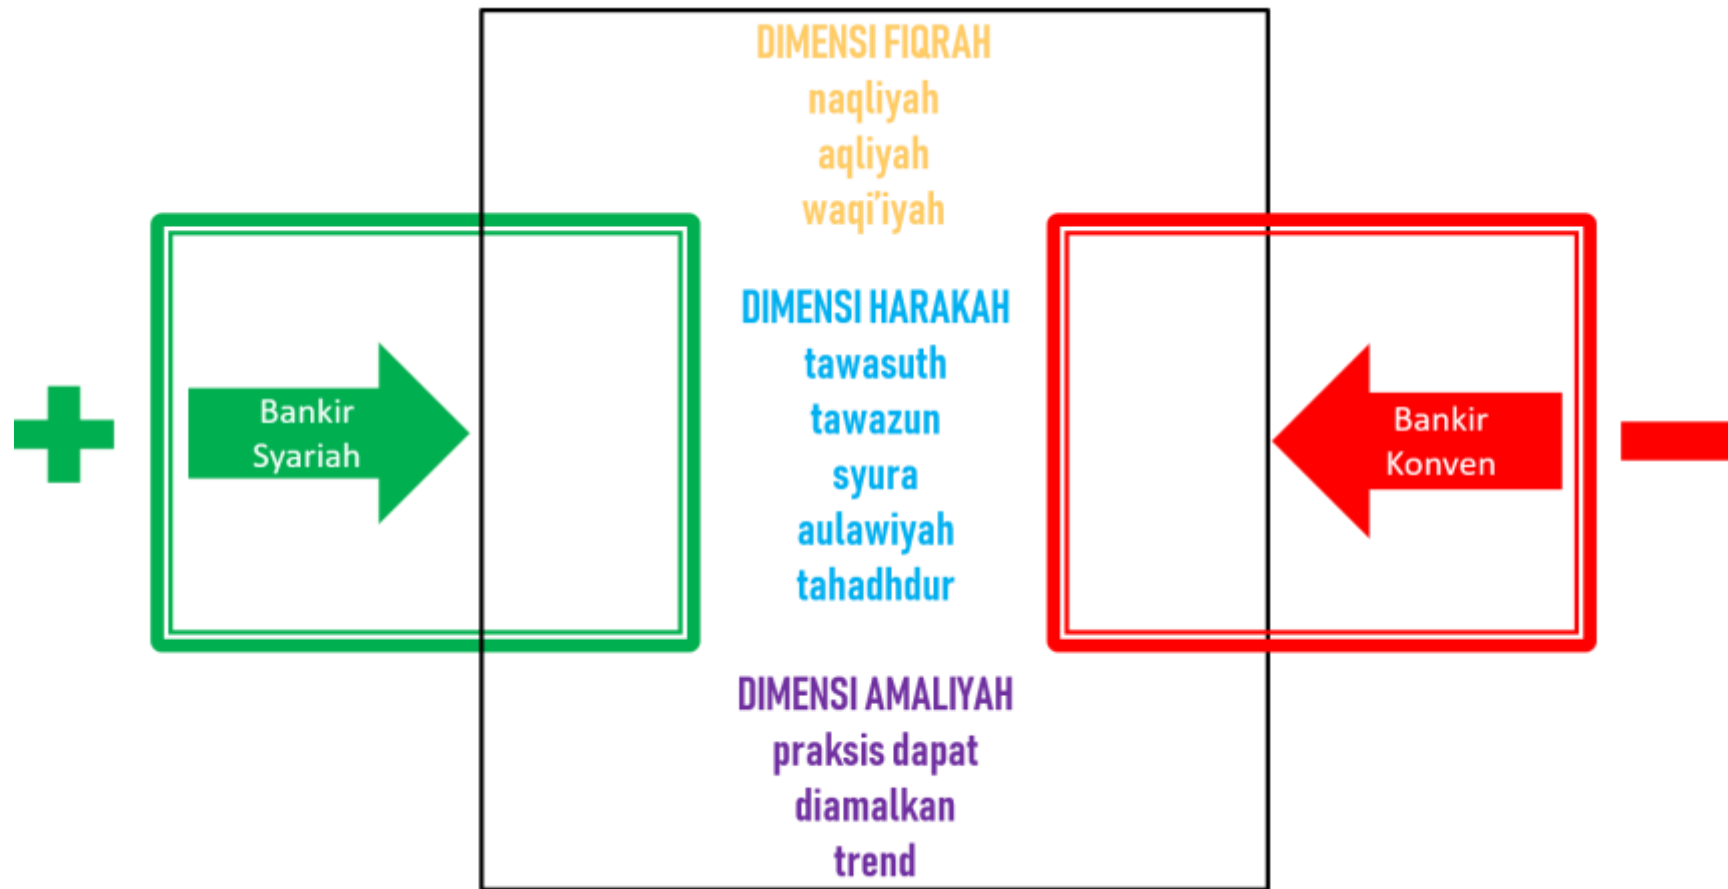 DIMENSI FIQRAH
naqliyah
aqliyah
waqi'iyah
DIMENSI HARAKAH
tawasuth
tawazun
syura
aulawiyah
tahadhdur
DIMENSI AMALIYAH
praksis dapat
diamalkan
trend
Bankir
Syariah
Bankir
Konven